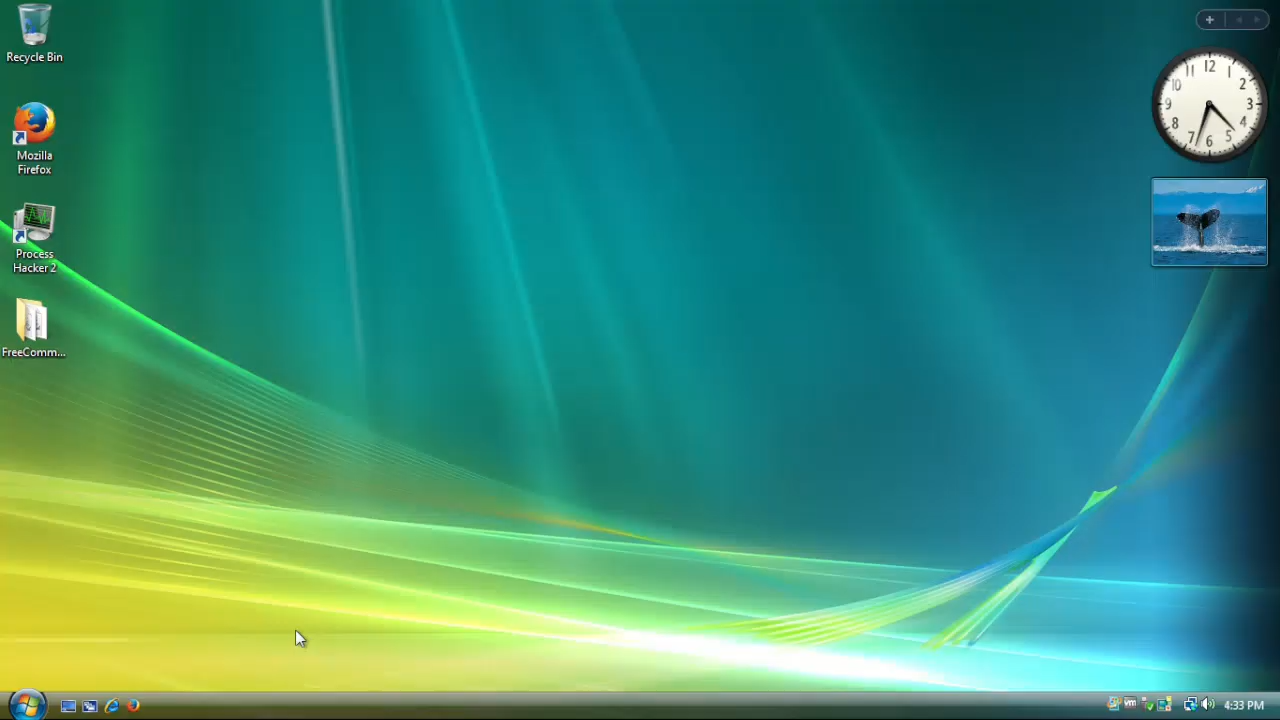 Recycle Bin
Mozilla
Firefox
Process
Hacker 2
FreeComm...
12
11 1
10 2
9 3
8 4
7 5
6
vm
4:33 PM